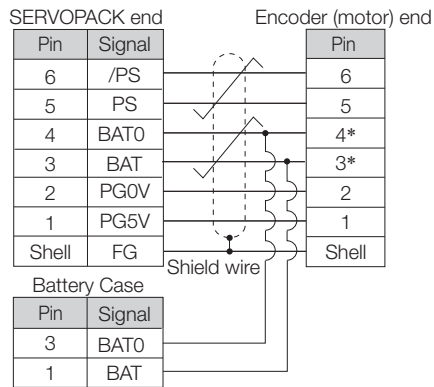 SERVOPACK end Encoder (motor) end
Pin Signal Pin
6 /PS 6
5 PS 5
4 BAT0 4*
3 BAT 3*
2 PG0V 2
1 PG5V 1
Shell FG Shell
Shield wire
Battery Case
Pin Signal
3 BAT0
1 BAT